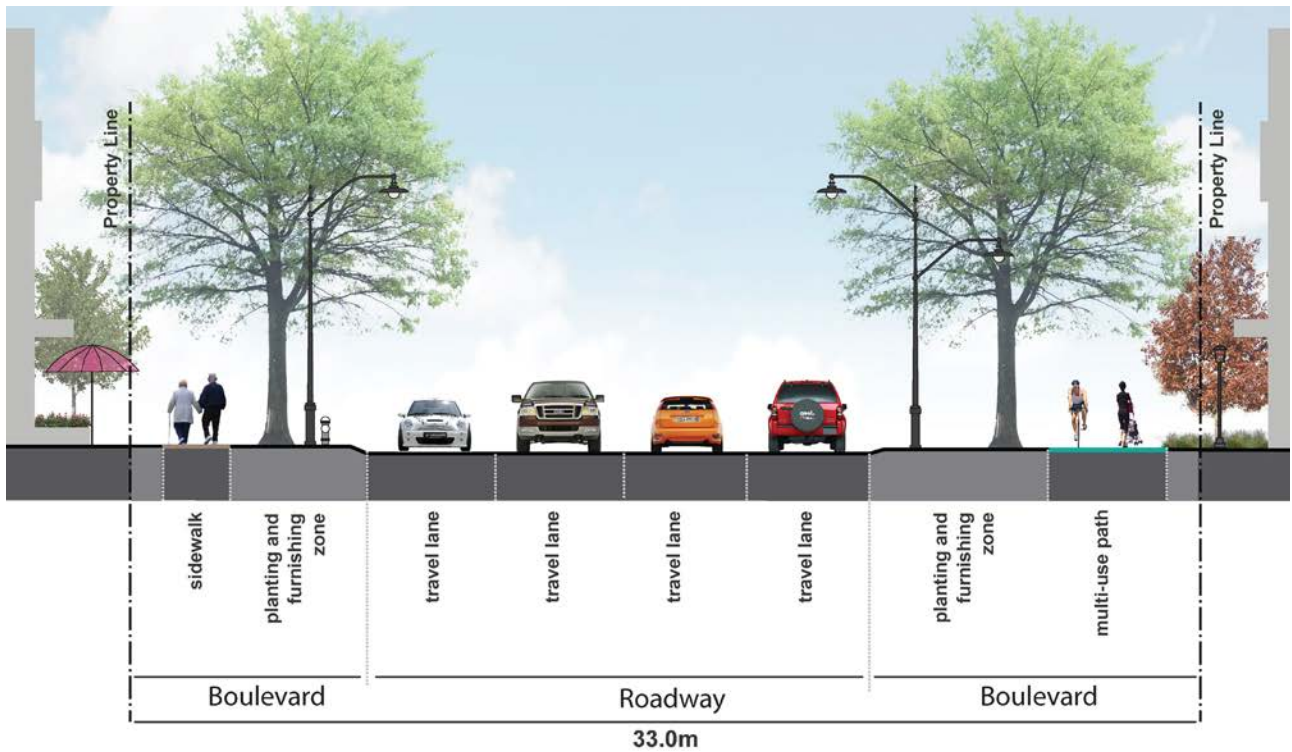 Property Line
Property Line
sidewalk
planting and
furnishing
zone
travel lane
travel lane
travel lane
travel lane
planting and
furnishing
zone
multi-use path
Boulevard
Roadway
Boulevard
33.0m